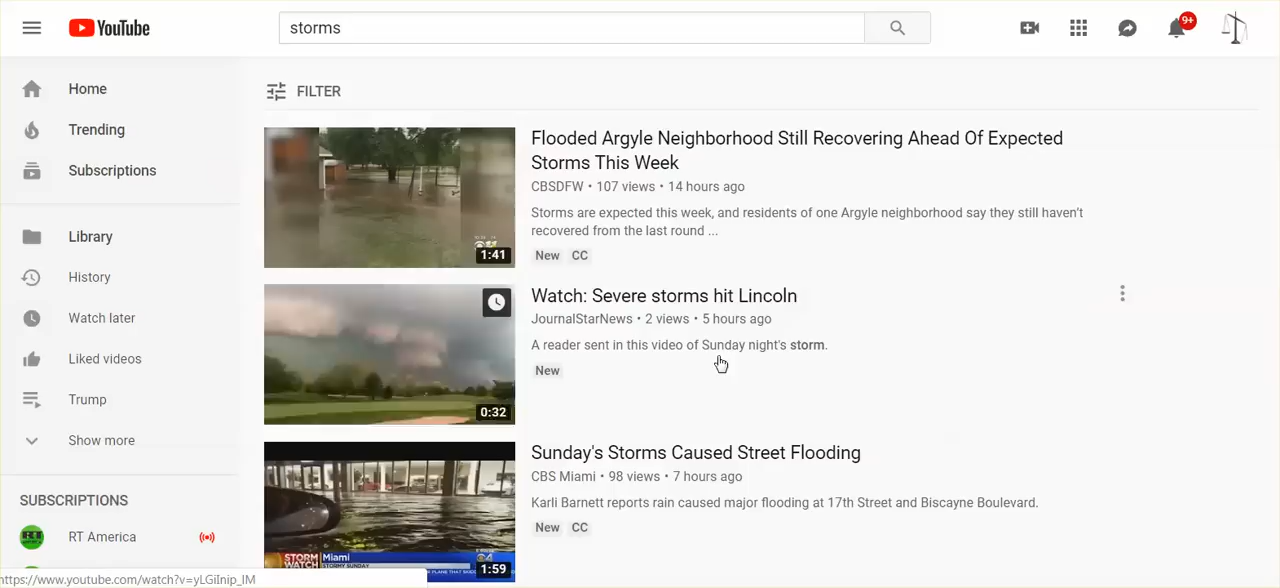 YouTube
storms
9+
Home
Trending
Subscriptions
Library
History
Watch later
Liked videos
Trump
Show more
SUBSCRIPTIONS
RT America
FILTER
1:41
Flooded Argyle Neighborhood Still Recovering Ahead Of Expected
Storms This Week
CBSDFW • 107 views • 14 hours ago
Storms are expected this week, and residents of one Argyle neighborhood say they still haven't
recovered from the last round ...
New CC
0:32
Watch: Severe storms hit Lincoln
JournalStarNews • 2 views • 5 hours ago
A reader sent in this video of Sunday night's storm.
New
STORM
WATCH
Miami
STORMY SUNDAY
1:59
Sunday's Storms Caused Street Flooding
CBS Miami • 98 views • 7 hours ago
Karli Barnett reports rain caused major flooding at 17th Street and Biscayne Boulevard.
New CC